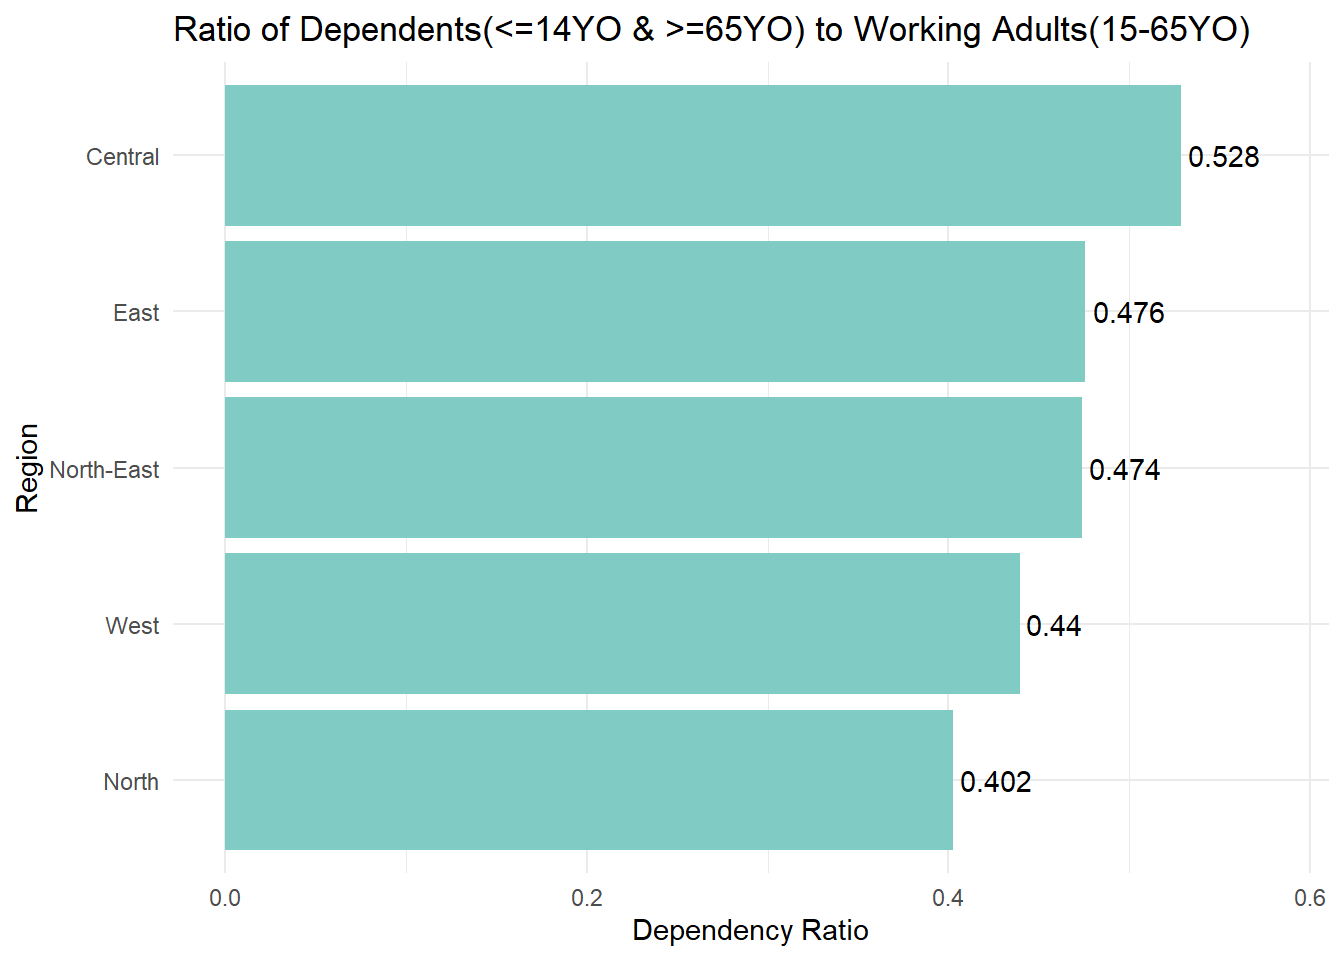 Ratio of Dependents(<=14YO & >=65YO) to Working Adults(15-65YO)
Central
0.528
East
0.476
Region
North-East
0.474
West
0.44
North
0.402
0.0
0.2
0.4
0.6
Dependency Ratio